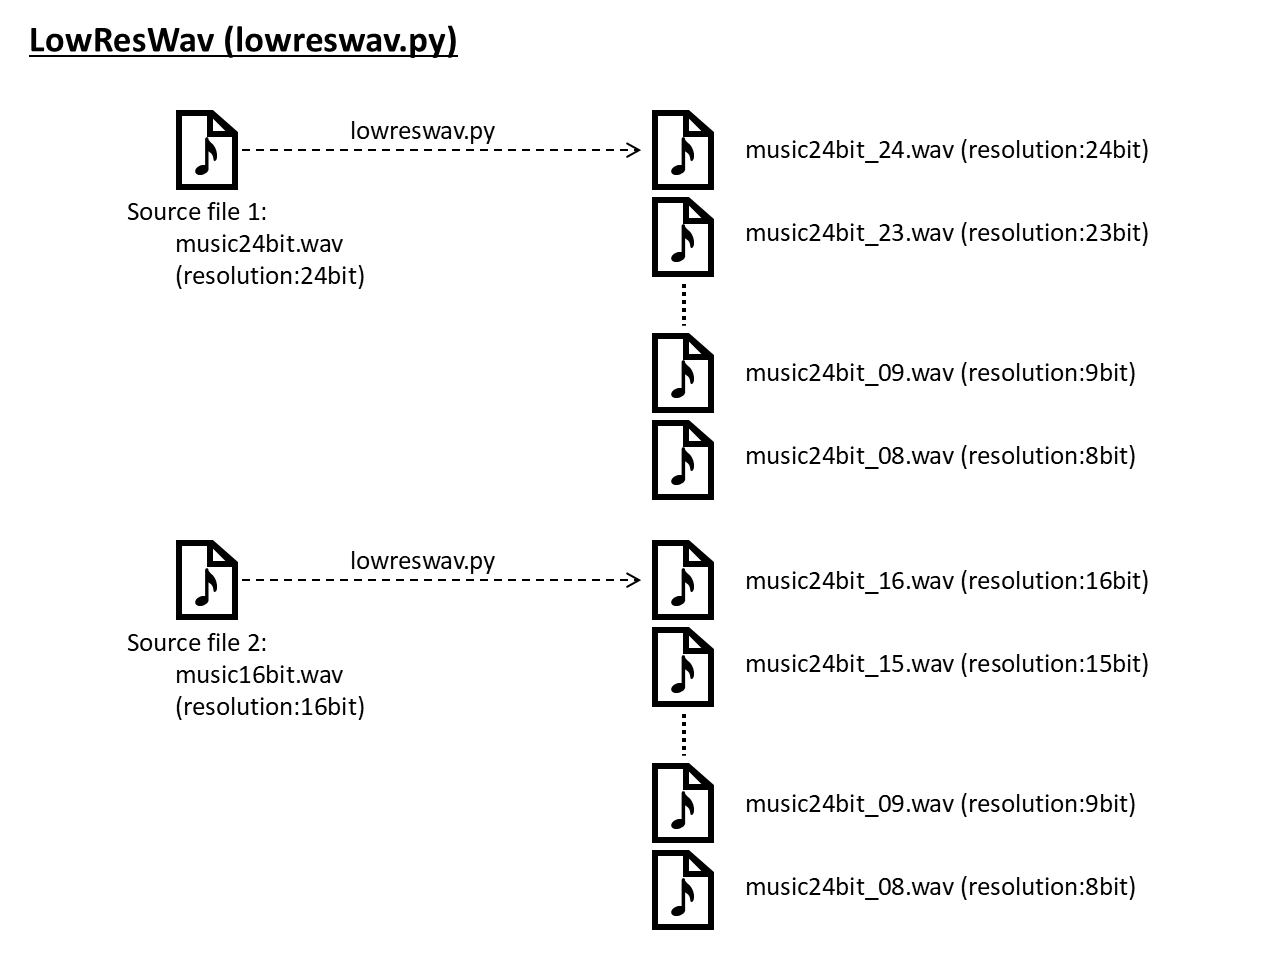 LowResWav (lowreswav.py)
lowreswav.py
music24bit_24.wav (resolution:24bit)
Source file 1:
music24bit.wav
(resolution:24bit)
music24bit_23.wav (resolution:23bit)
music24bit_09.wav (resolution:9bit)
music24bit_08.wav (resolution:8bit)
lowreswav.py
music24bit_16.wav (resolution:16bit)
Source file 2:
music16bit.wav
(resolution:16bit)
music24bit_15.wav (resolution:15bit)
music24bit_09.wav (resolution:9bit)
music24bit_08.wav (resolution:8bit)